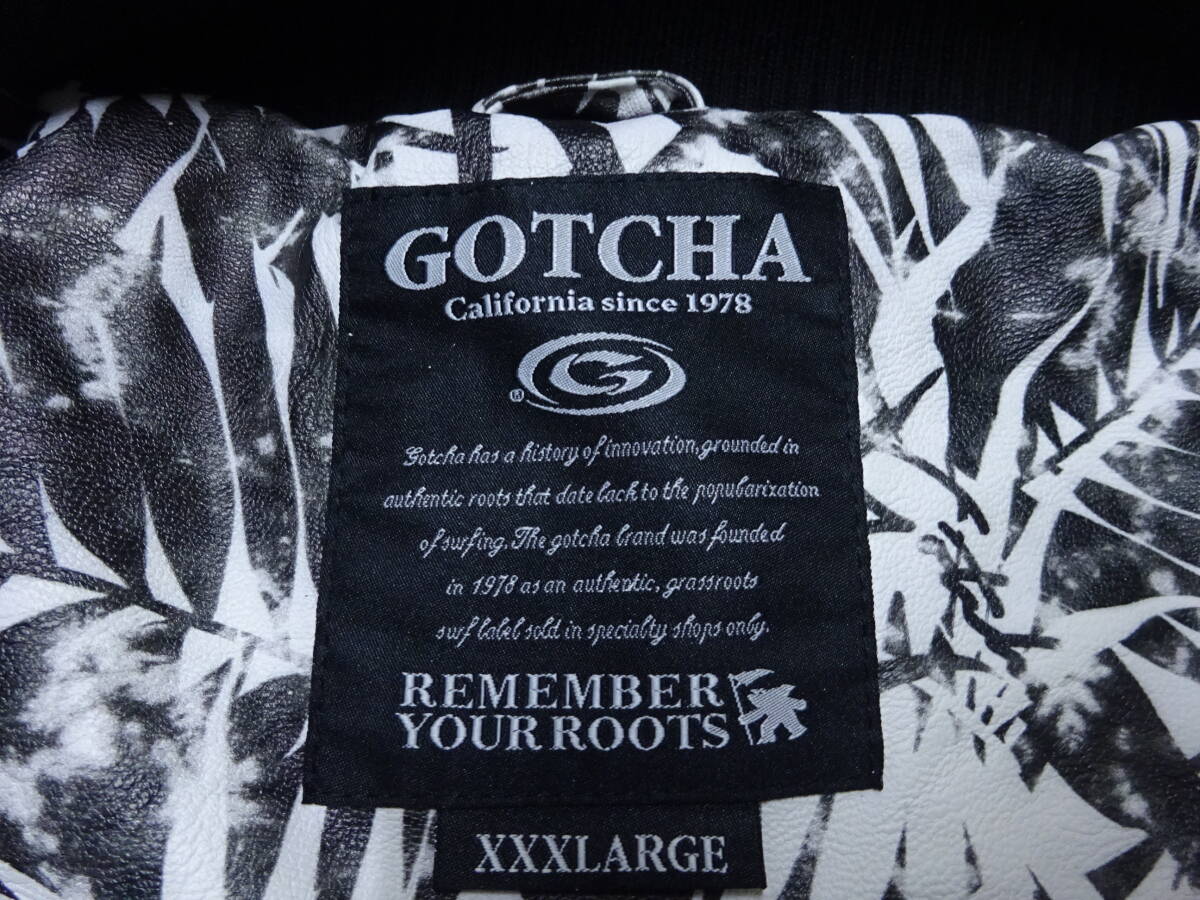 GOTCHA
California since 1978
Gotcha has a history of innovation, grounded in
authentic roots that date back to the popubarization
of surfing. The gotcha brand was founded
in 1978 as an authentic, grassroots
surf label sold in specialty shops only.
REMEMBER
YOUR ROOTS
XXXLARGE